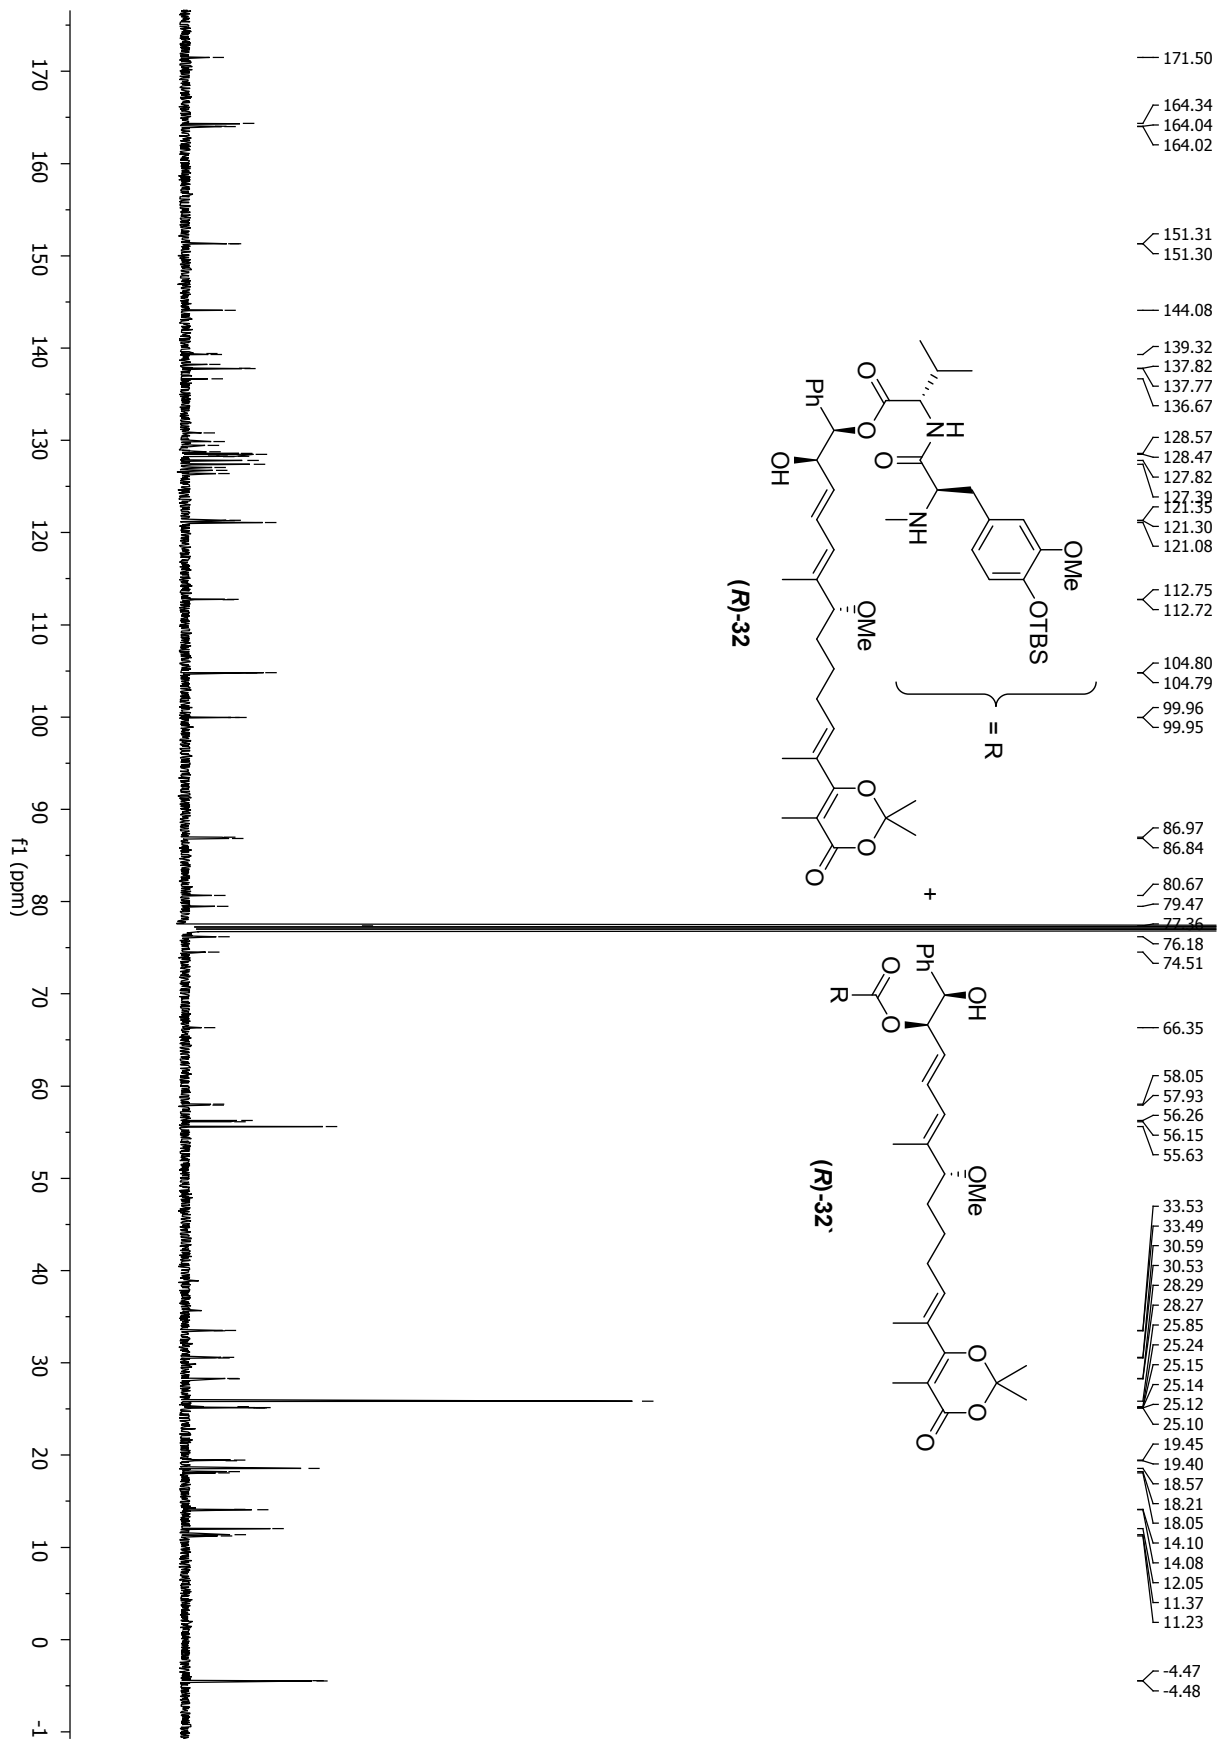 171.50
164.34
164.04
164.02
151.31
151.30
144.08
139.32
137.82
137.77
136.67
128.57
128.47
127.82
127.39
121.35
121.30
121.08
112.75
112.72
104.80
104.79
99.96
99.95
86.97
86.84
80.67
79.47
77.36
76.18
74.51
66.35
58.05
57.93
56.26
56.15
55.63
33.53
33.49
30.59
30.53
28.29
28.27
25.85
25.24
25.15
25.14
25.12
25.10
19.45
19.40
18.57
18.21
18.05
14.10
14.08
12.05
11.37
11.23
-4.47
-4.48
OMe
OTBS
= R
N
H
O
NH
O
O
Ph
OH
OMe
O
O
O
(R)-32
+
O
R
O
Ph
OH
OMe
O
O
O
(R)-32`
170 160 150 140 130 120 110 100 90 80 70 60 50 40 30 20 10 0 -1
f1 (ppm)